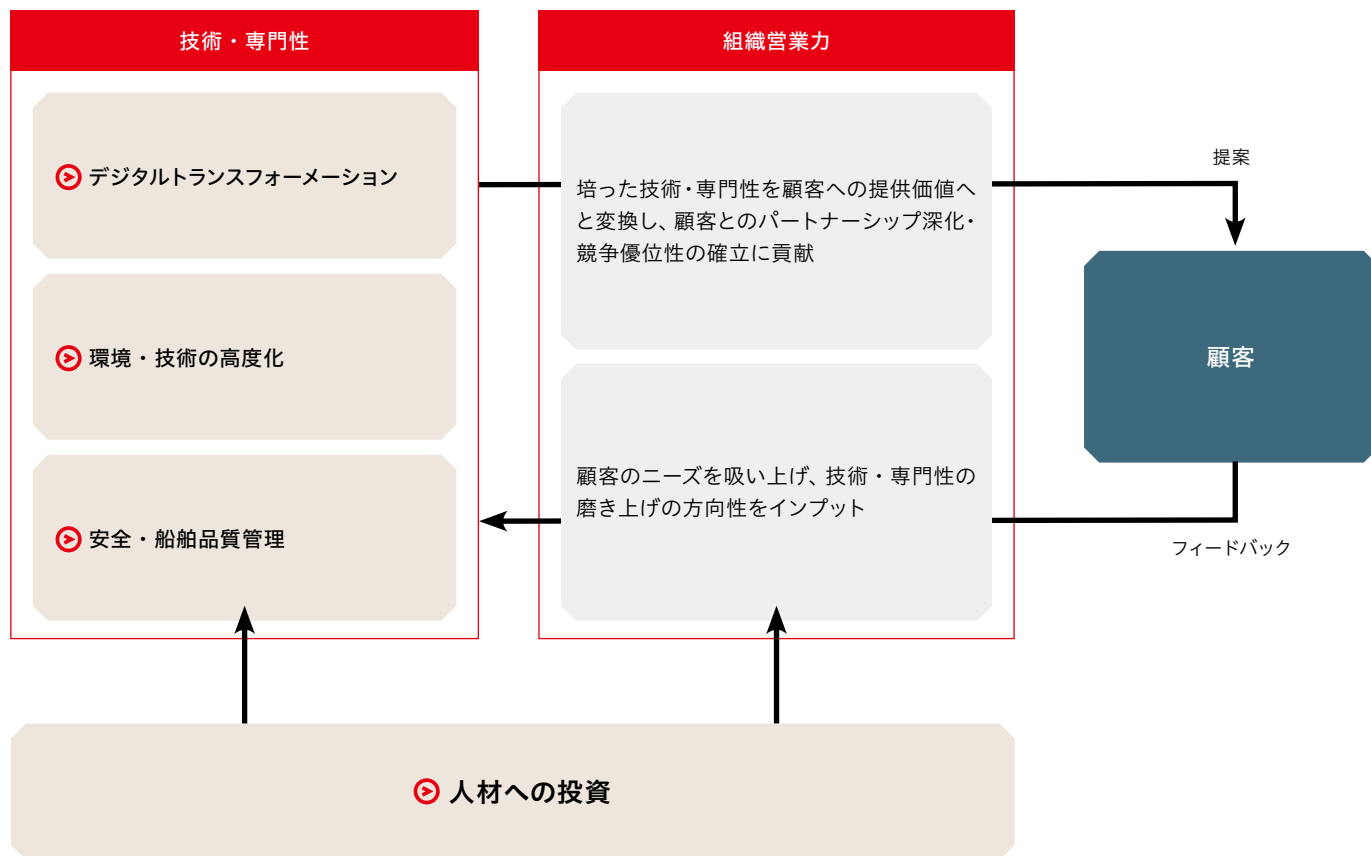 技術・専門性
デジタルトランスフォーメーション
環境・技術の高度化
安全・船舶品質管理
組織営業力
培った技術・専門性を顧客への提供価値へ
と変換し、顧客とのパートナーシップ深化・
競争優位性の確立に貢献
顧客のニーズを吸い上げ、技術・専門性の
磨き上げの方向性をインプット
提案
顧客
フィードバック
人材への投資